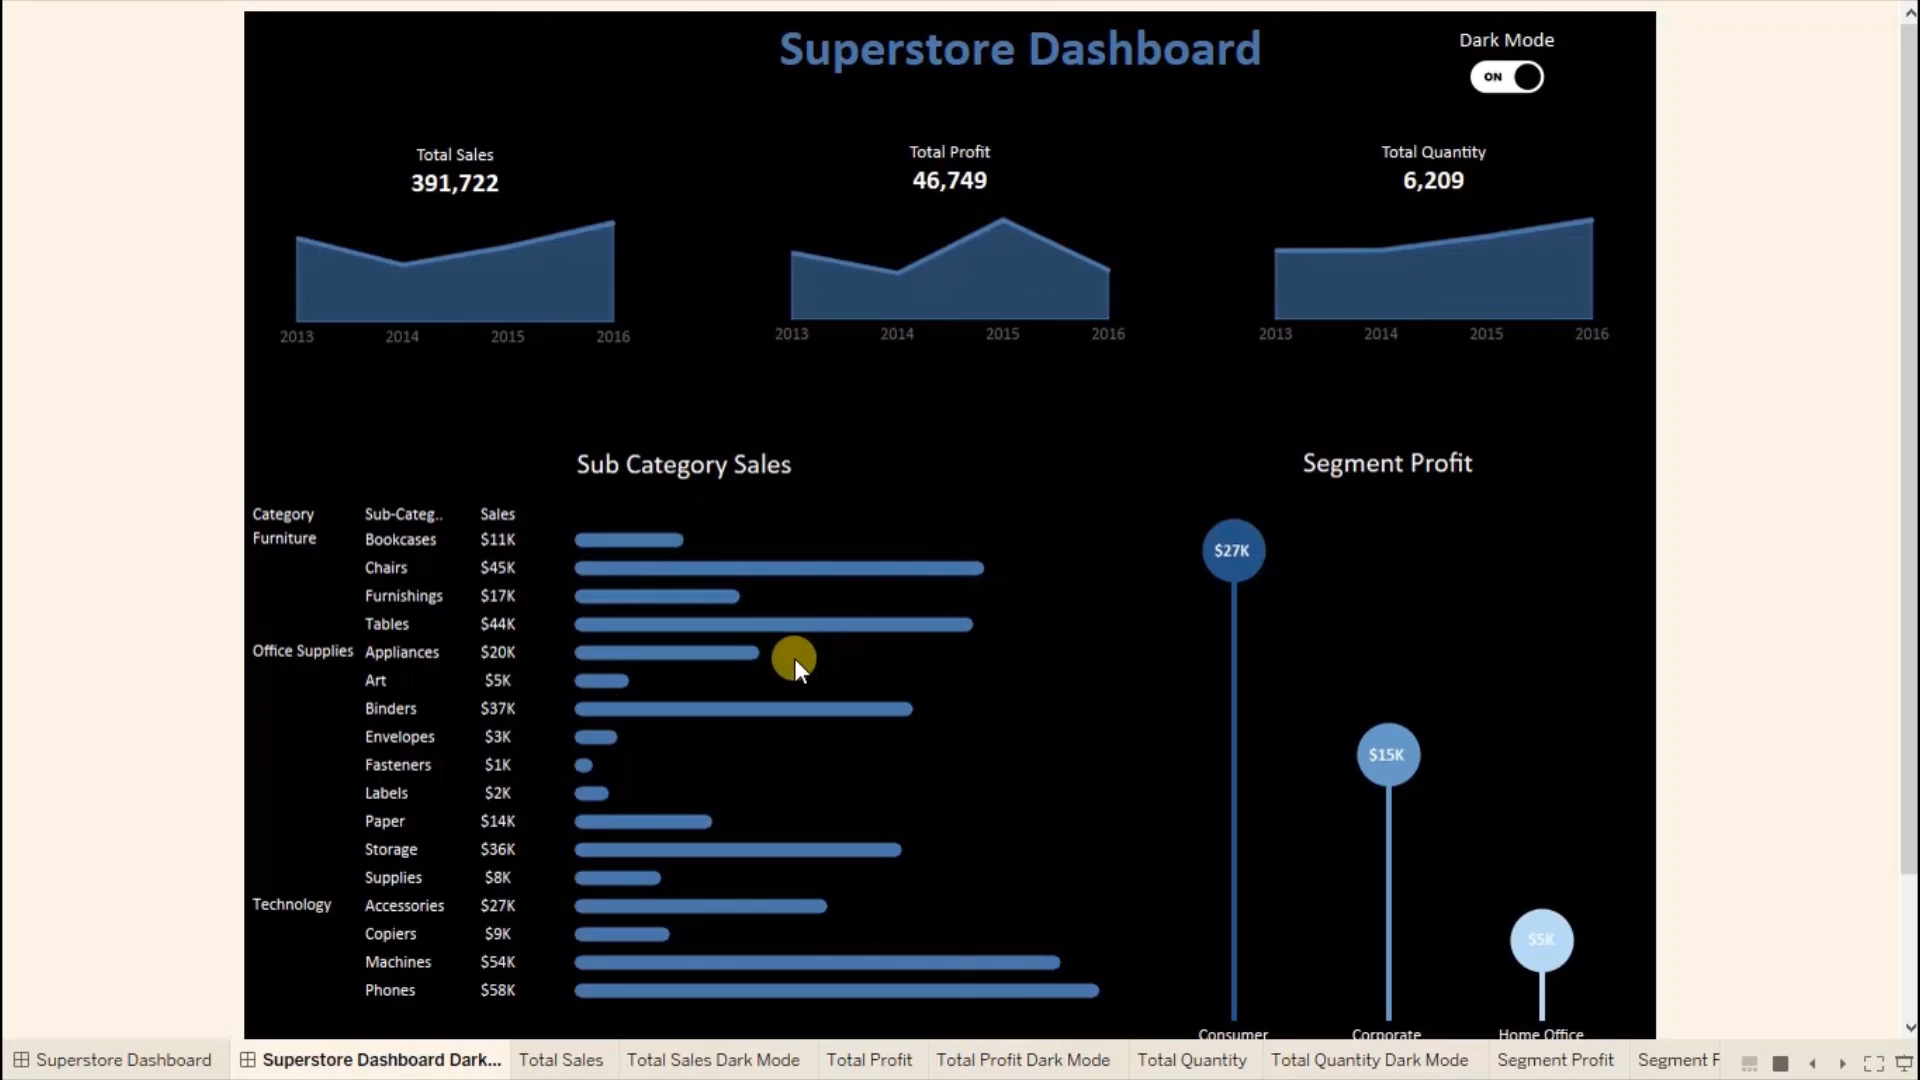 Superstore Dashboard
Dark Mode
ON
Total Sales
391,722
2013 2014 2015 2016
Total Profit
46,749
2013 2014 2015 2016
Total Quantity
6,209
2013 2014 2015 2016
Sub Category Sales
Category Sub-Categ.. Sales
Furniture Bookcases $11K
Chairs $45K
Furnishings $17K
Tables $44K
Office Supplies Appliances $20K
Art $5K
Binders $37K
Envelopes $3K
Fasteners $1K
Labels $2K
Paper $14K
Storage $36K
Supplies $8K
Technology Accessories $27K
Copiers $9K
Machines $54K
Phones $58K
Segment Profit
$27K
$15K
$5K
Consumer Corporate Home Office
Superstore Dashboard Superstore Dashboard Dark... Total Sales Total Sales Dark Mode Total Profit Total Profit Dark Mode Total Quantity Total Quantity Dark Mode Segment Profit Segment F